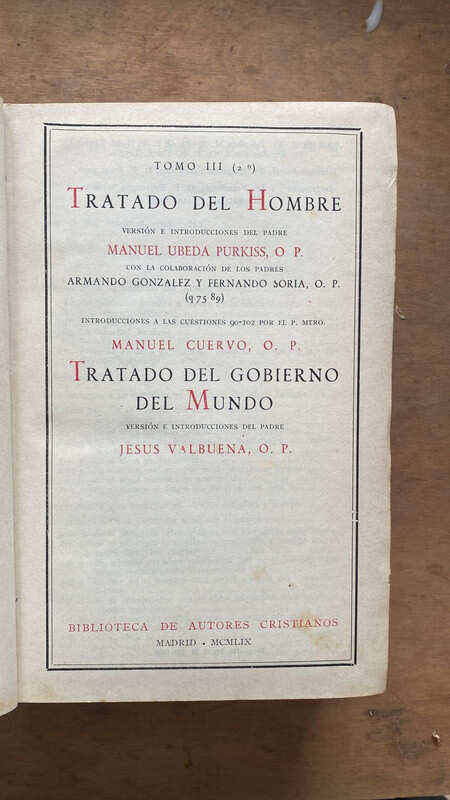 TOMO III (2 º)
TRATADO DEL HOMBRE
VERSIÓN E INTRODUCCIONES DEL PADRE
MANUEL UBEDA PURKISS, O P.
CON LA COLABORACIÓN DE LOS PADRES
ARMANDO GONZALEZ Y FERNANDO SORIA, O. P.
(q 75 89)
INTRODUCCIONES A LAS CUESTIONES 90-102 POR EL P. MTRO.
MANUEL CUERVO, O. P.
TRATADO DEL GOBIERNO
DEL MUNDO
VERSIÓN E INTRODUCCIONES DEL PADRE
JESUS VALBUENA, O. P.
BIBLIOTECA DE AUTORES CRISTIANOS
MADRID . MCMLIX